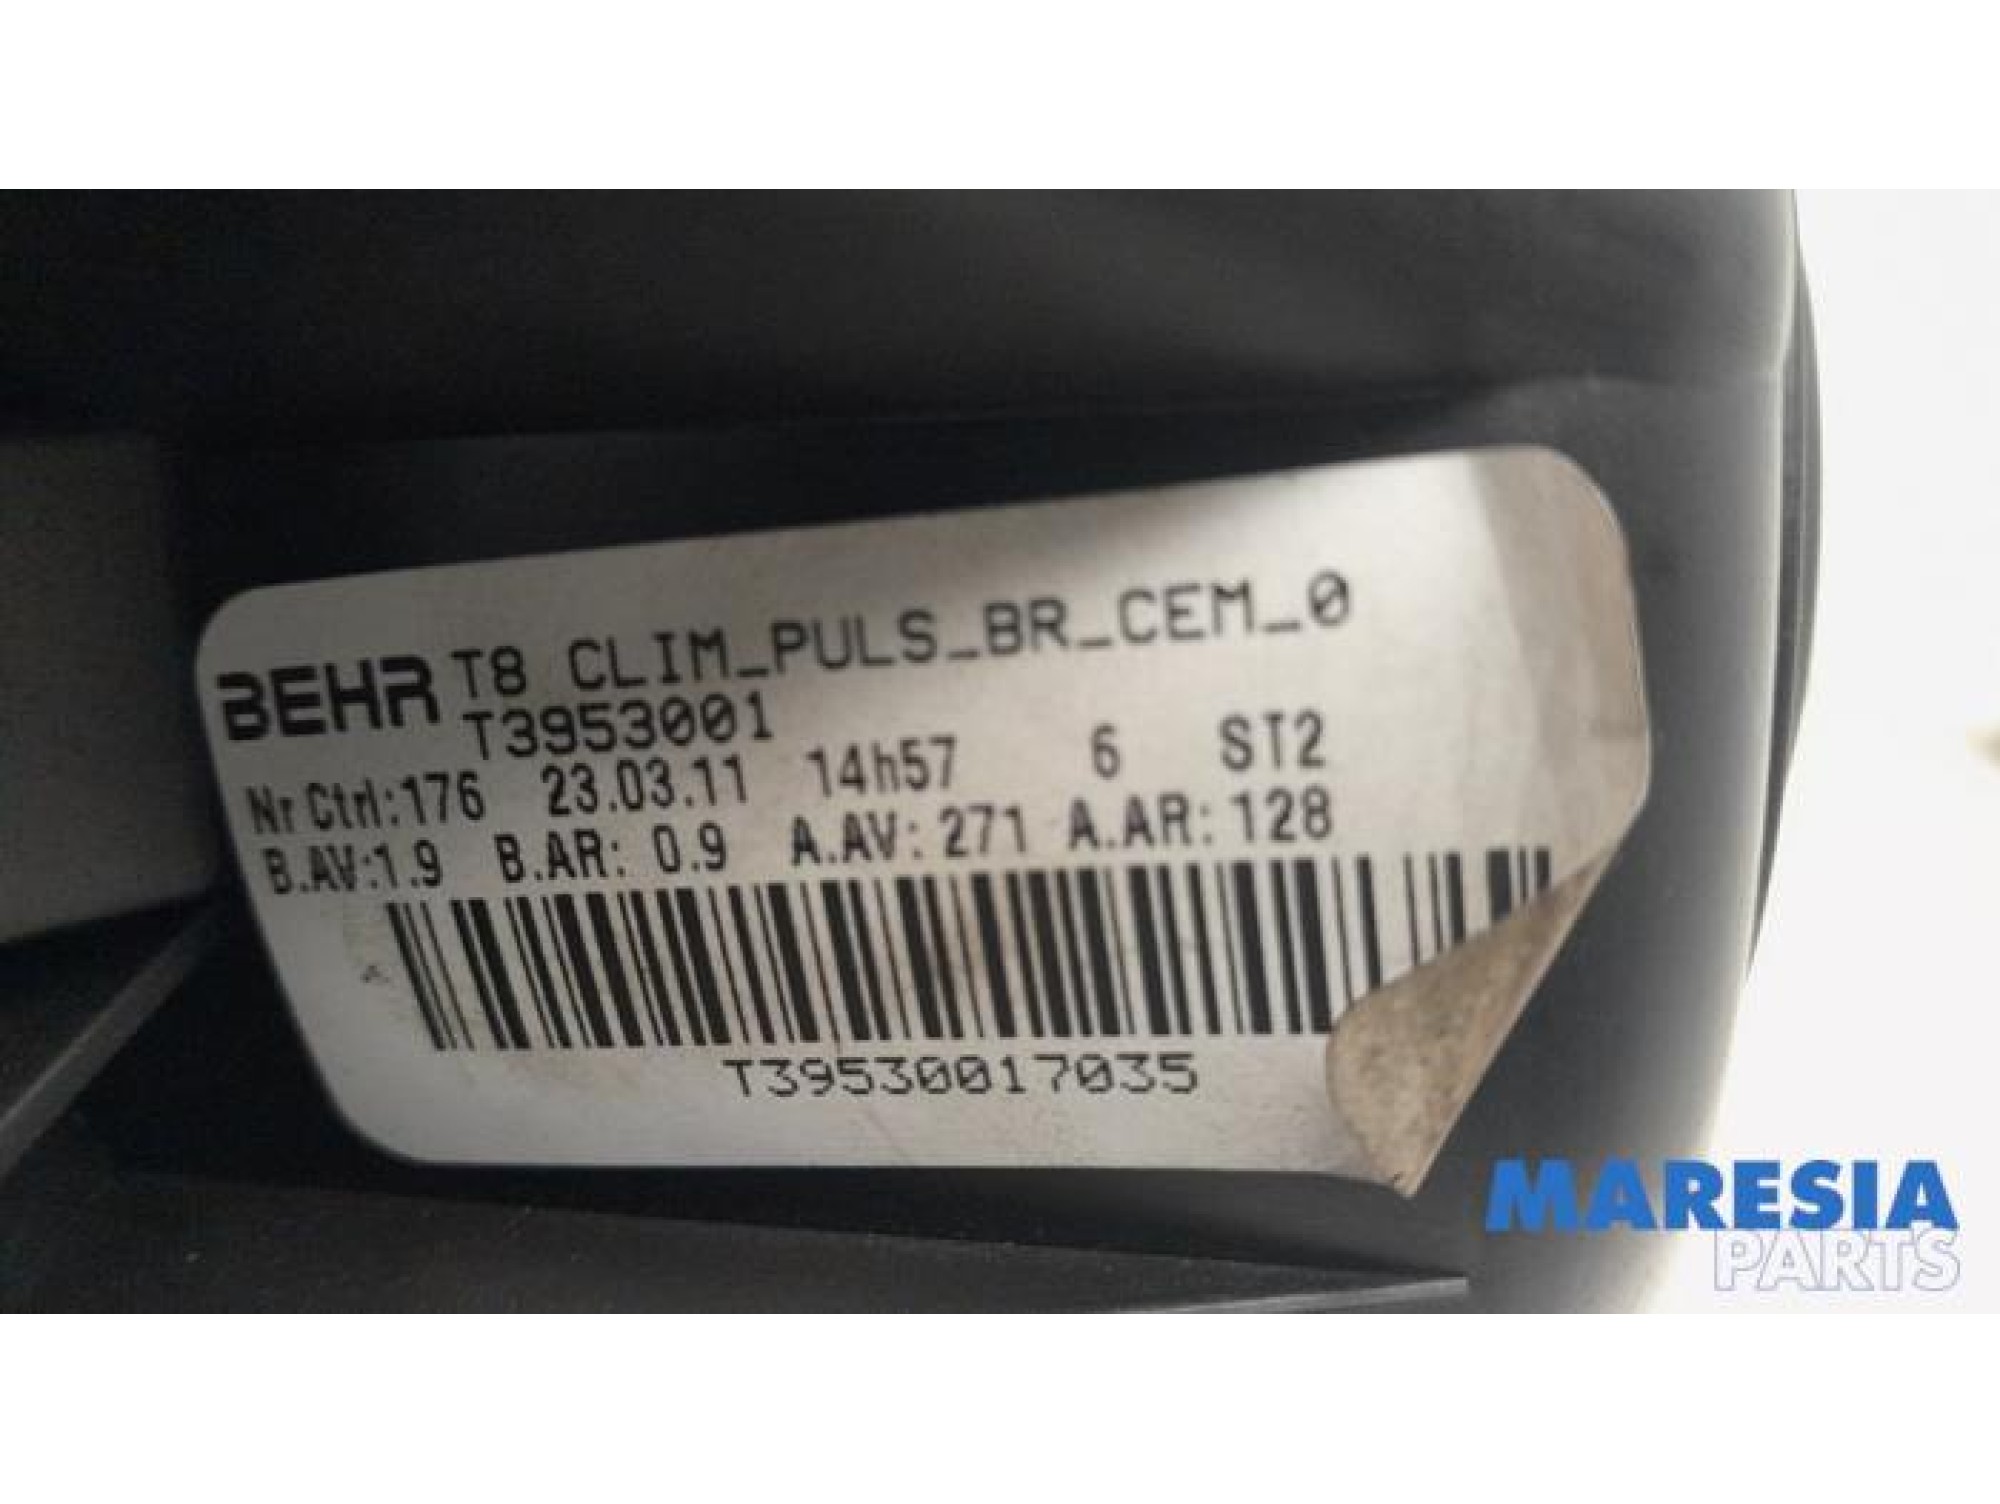 BEHR T8 CLIM_PULS_BR_CEM_0
T3953001
Nr Ctrl:176 23.03.11 14h57 6 ST2
B.AV:1.9 B.AR: 0.9 A.AV: 271 A.AR: 128
T39530017035
MARESIA
PARTS